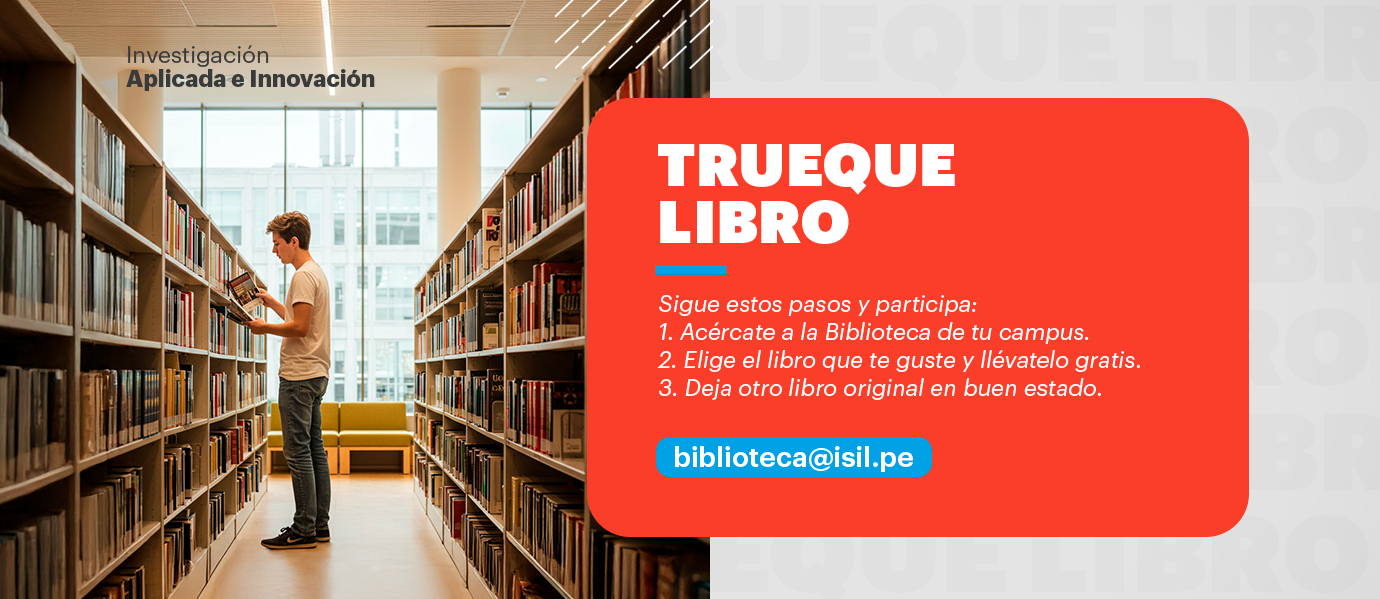 Investigación
Aplicada e Innovación
TRUEQUE
LIBRO
Sigue estos pasos y participa:
1. Acércate a la Biblioteca de tu campus.
2. Elige el libro que te guste y llévatelo gratis.
3. Deja otro libro original en buen estado.
biblioteca@isil.pe